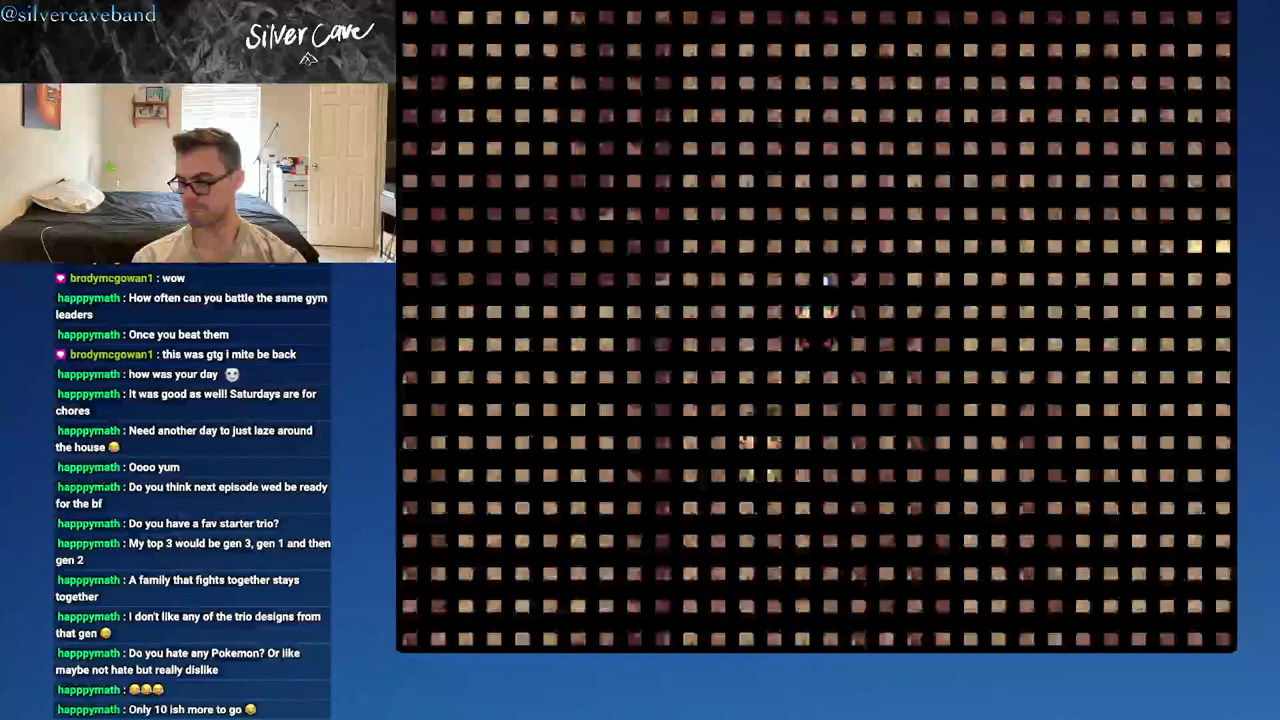 @silvercaveband
Silver Cave
brodymcgowan1 : wow
happpymath : How often can you battle the same gym
leaders
happpymath : Once you beat them
brodymcgowan1 : this was gtg i mite be back
happpymath : how was your day
happpymath : It was good as well! Saturdays are for
chores
happpymath : Need another day to just laze around
the house 😂
happpymath : Oooo yum
happpymath : Do you think next episode wed be ready
for the bf
happpymath : Do you have a fav starter trio?
happpymath : My top 3 would be gen 3, gen 1 and then
gen 2
happpymath : A family that fights together stays
together
happpymath : I don't like any of the trio designs from
that gen 😅
happpymath : Do you hate any Pokemon? Or like
maybe not hate but really dislike
happpymath : 😂😂😂
happpymath : Only 10 ish more to go 😂